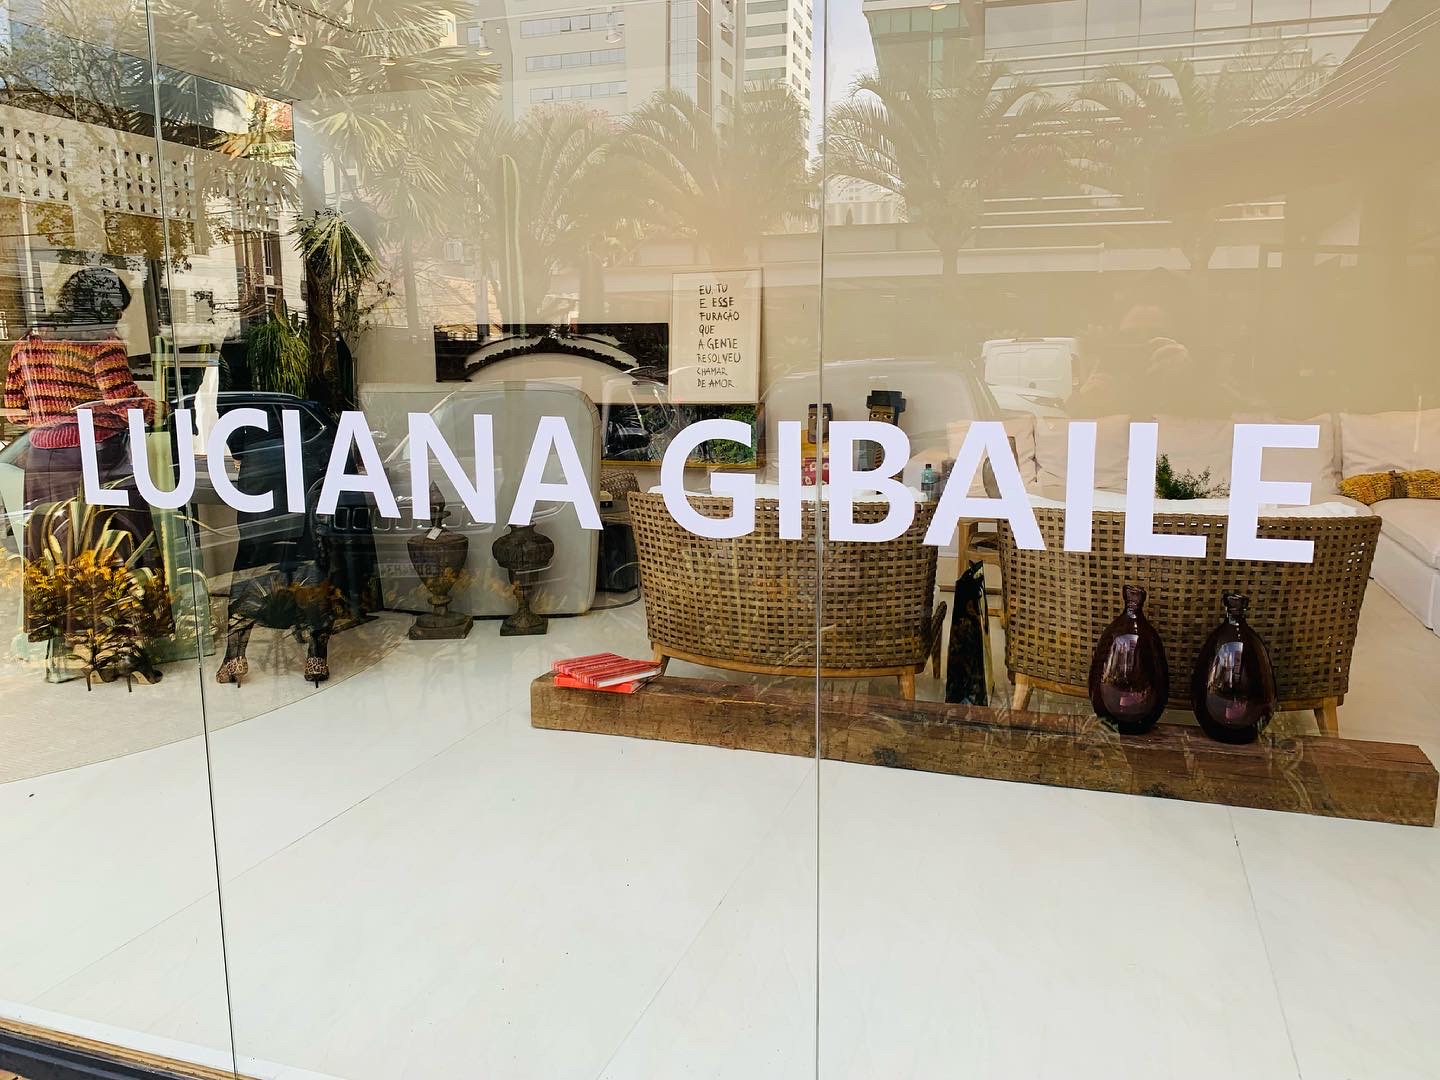 EU, TU
E ESSE
FURACÃO
QUE
A GENTE
RESOLVEU
CHAMAR
DE AMOR.
LUCIANA GIBAILE